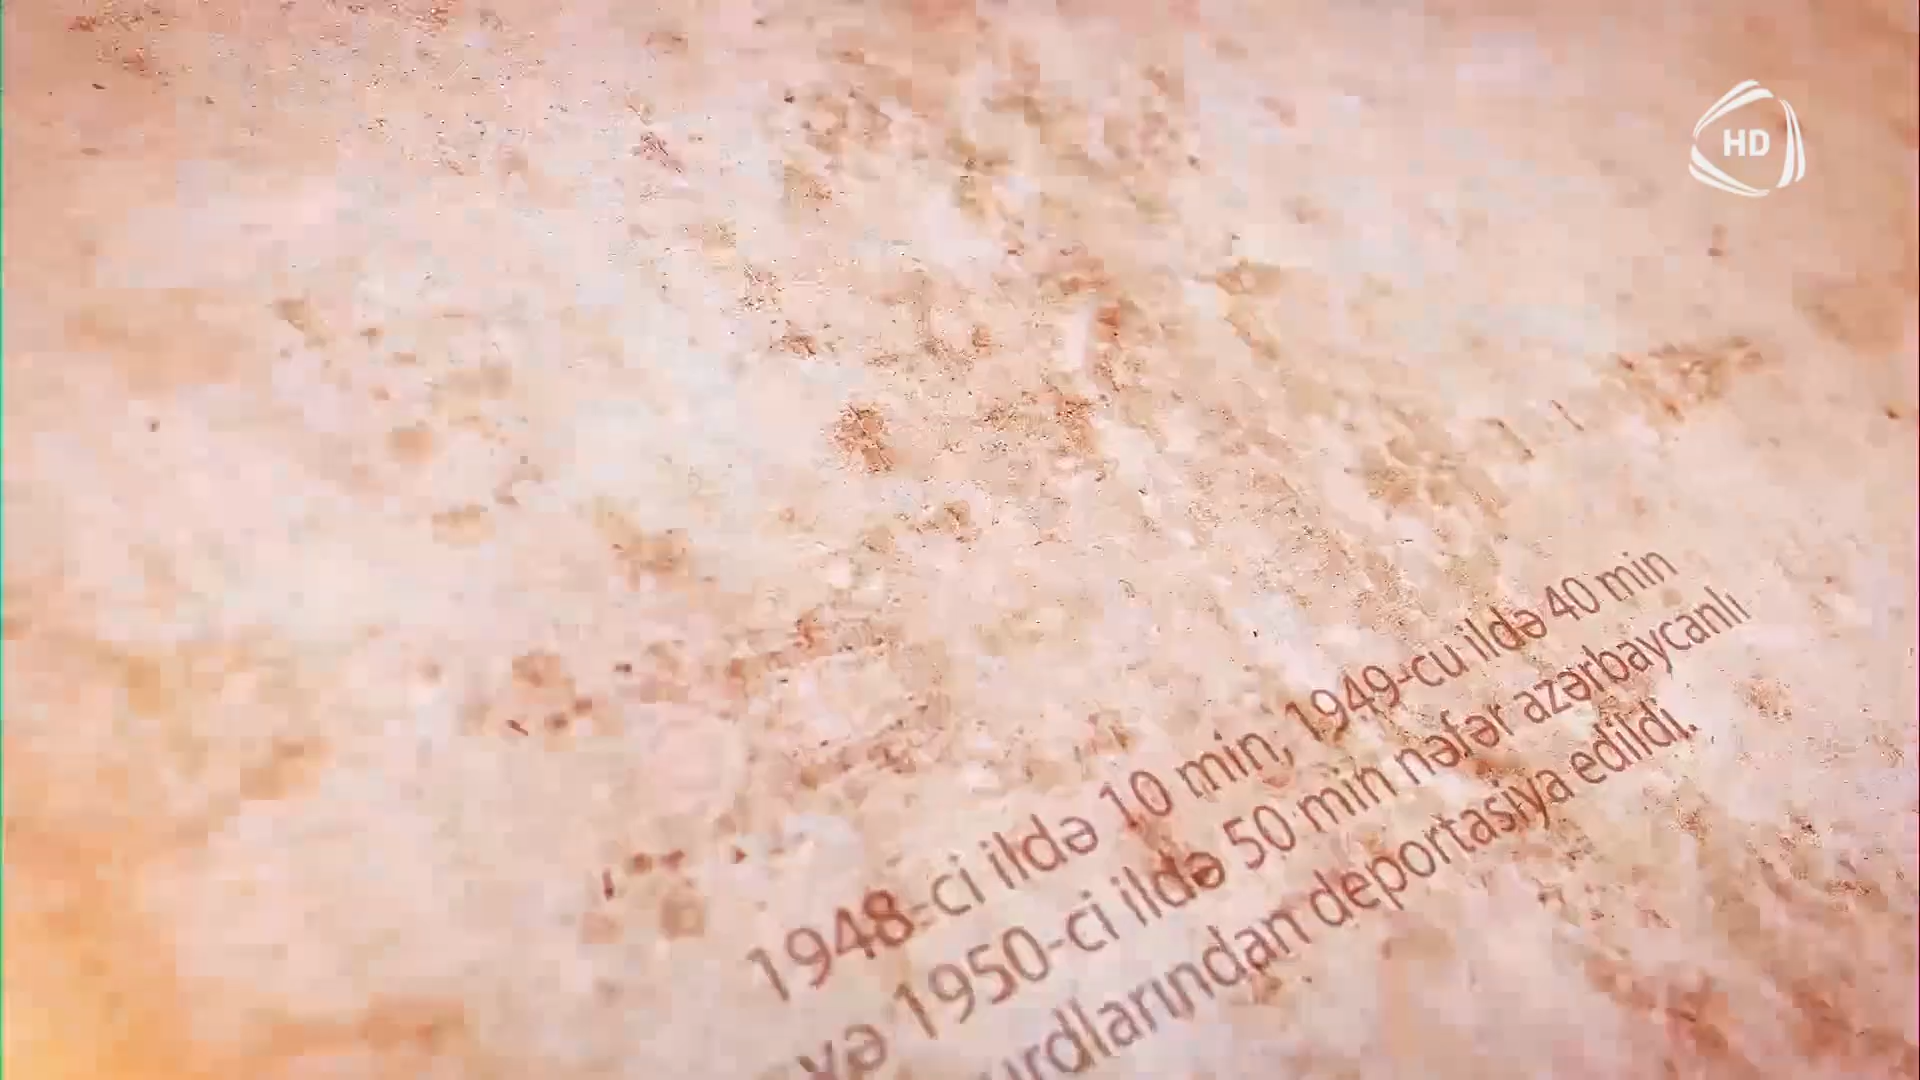 HD
1948-ci ildə 10 min, 1949-cu ildə 40 min
və 1950-ci ildə 50 min nəfər azərbaycanlı
deportasiya edildi.